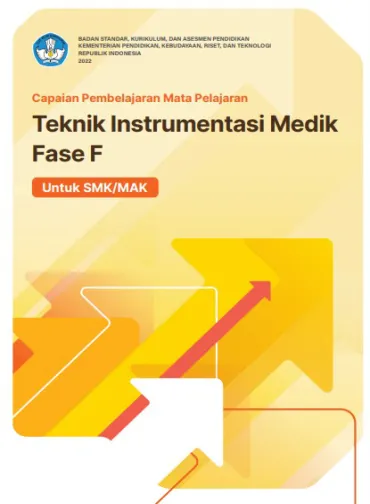 BADAN STANDAR, KURIKULUM, DAN ASESMEN PENDIDIKAN
KEMENTERIAN PENDIDIKAN, KEBUDAYAAN, RISET, DAN TEKNOLOGI
REPUBLIK INDONESIA
2022
Capaian Pembelajaran Mata Pelajaran
Teknik Instrumentasi Medik
Fase F
Untuk SMK/MAK